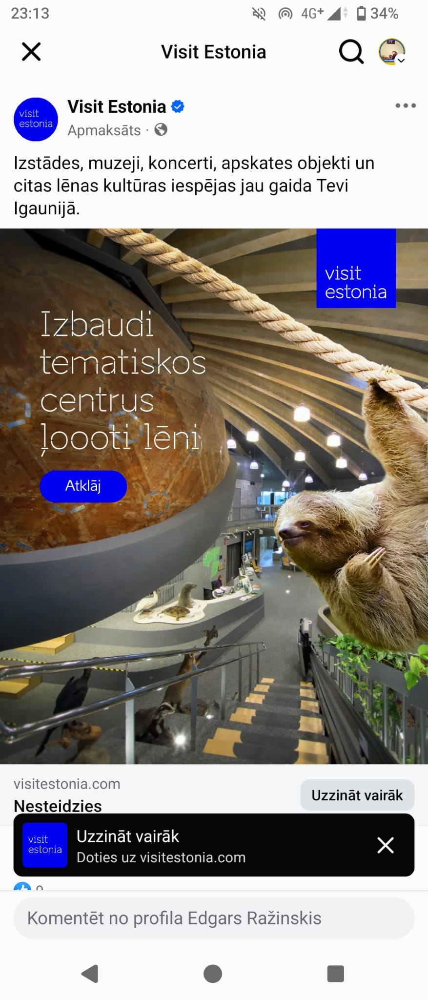 23:13
4G+
34%
Visit Estonia
Visit Estonia
Apmaksāts ·
visit
estonia
Izstādes, muzeji, koncerti, apskates objekti un
citas lēnas kultūras iespējas jau gaida Tevi
Igaunijā.
visit
estonia
Izbaudi
tematiskos
centrus
ļoooti lēni
Atklāj
visitestonia.com
Nesteidzies
Uzzināt vairāk
visit
estonia
Uzzināt vairāk
Doties uz visitestonia.com
Komentēt no profila Edgars Ražinskis